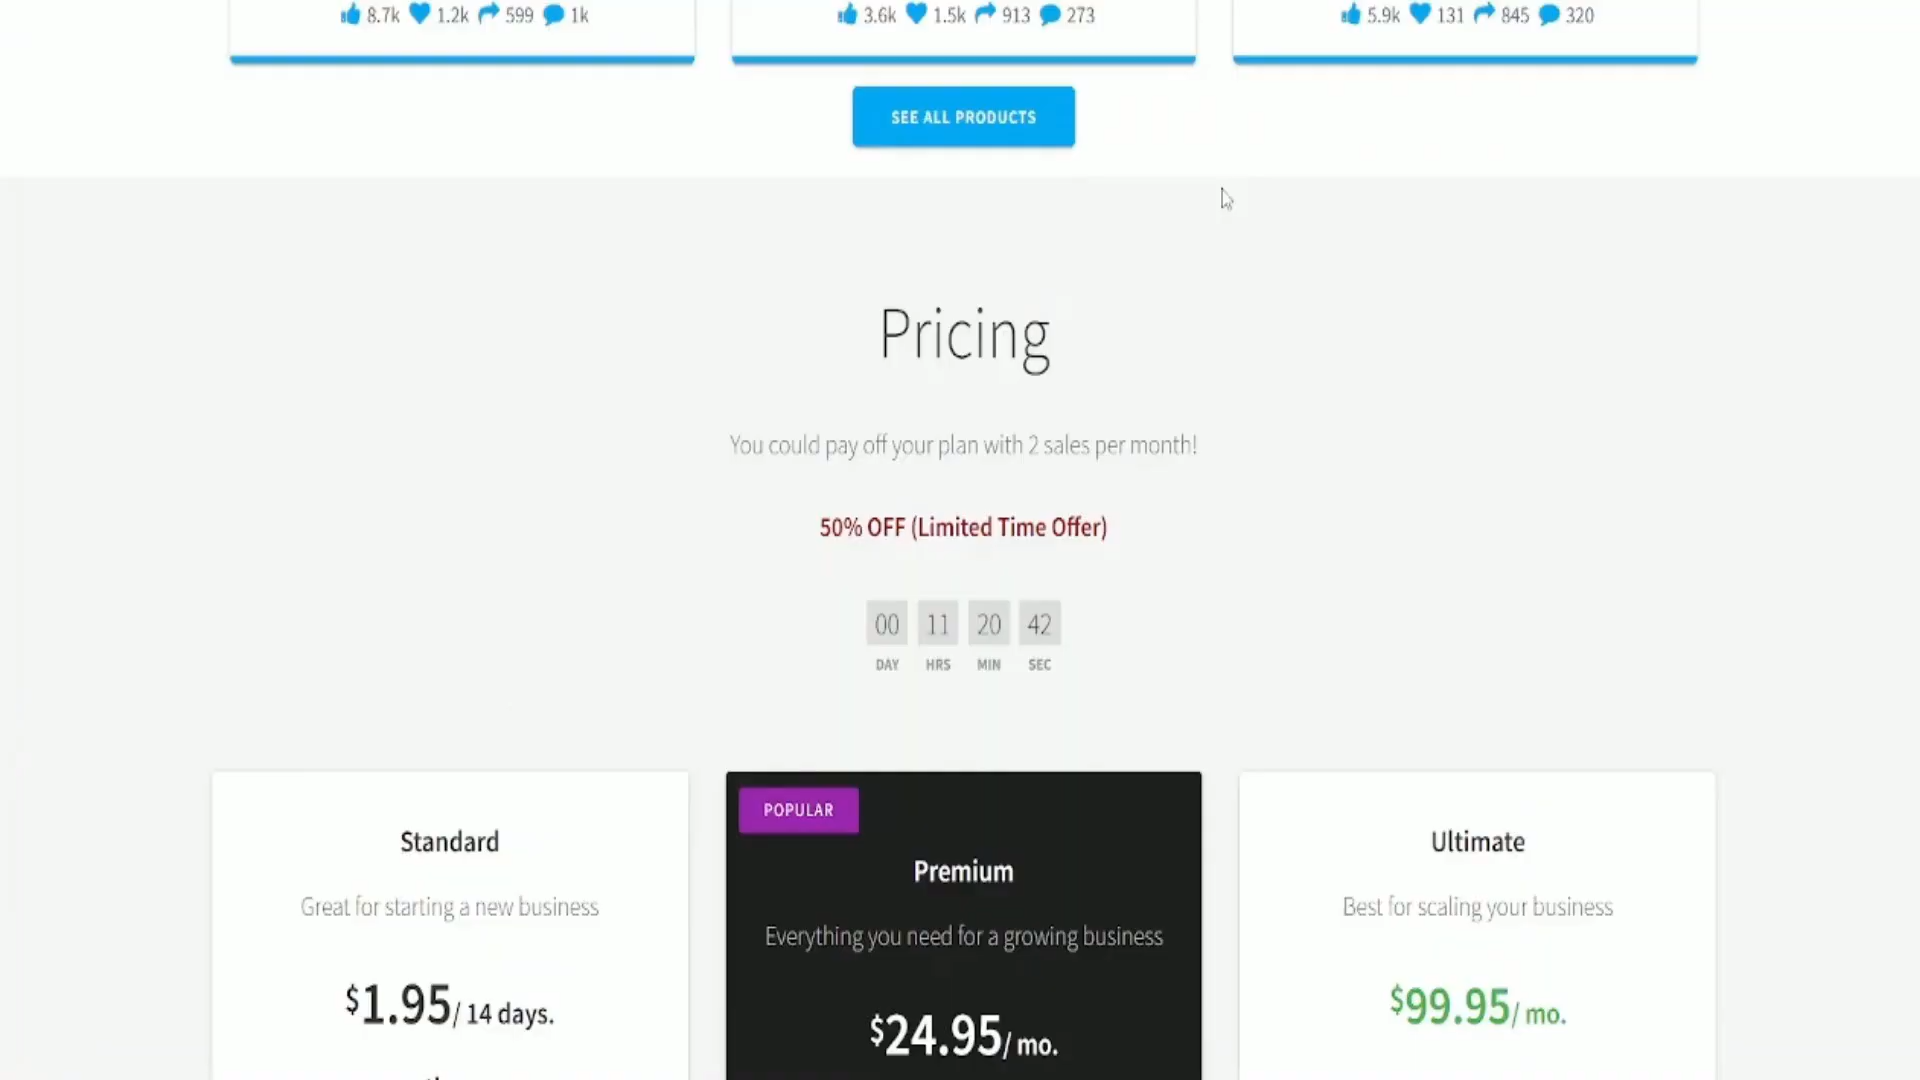 8.7k 1.2k 599 1k
3.6k 1.5k 913 273
5.9k 131 845 320
SEE ALL PRODUCTS
Pricing
You could pay off your plan with 2 sales per month!
50% OFF (Limited Time Offer)
00 11 20 42
DAY HRS MIN SEC
Standard
Great for starting a new business
$1.95/ 14 days.
POPULAR
Premium
Everything you need for a growing business
$24.95/ mo.
Ultimate
Best for scaling your business
$99.95/ mo.